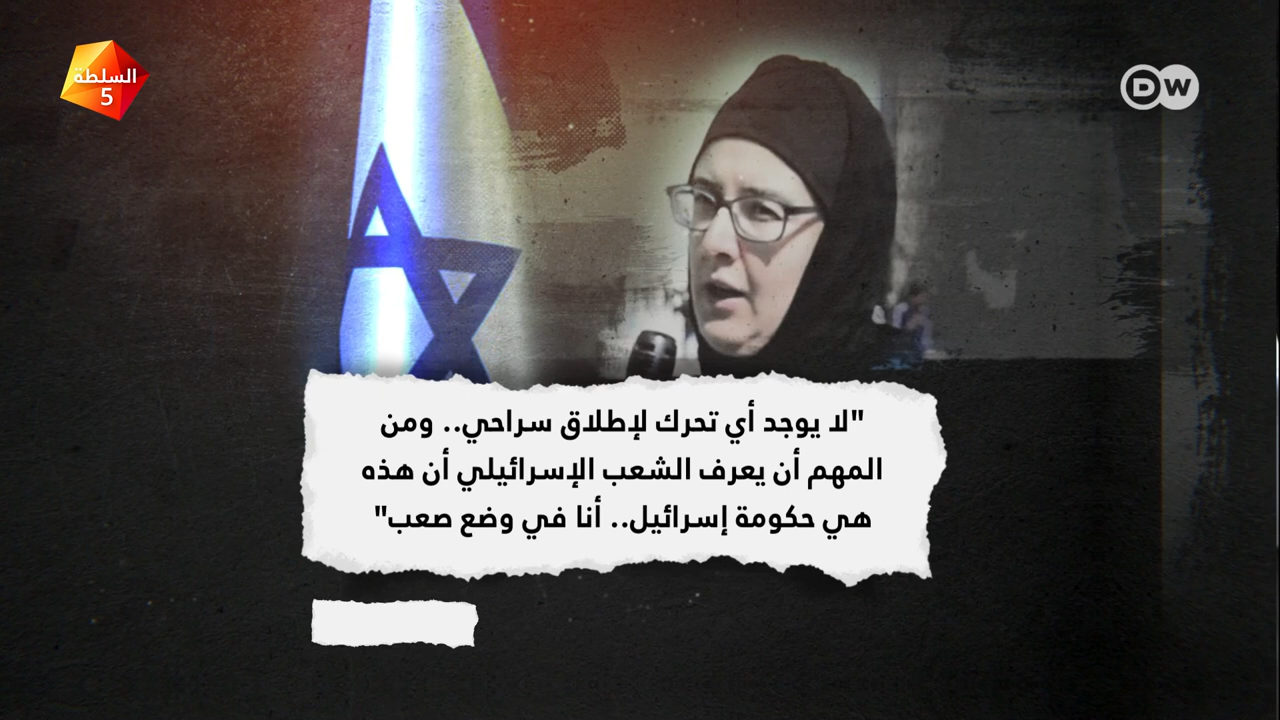 السلطة
5
DW
"لا يوجد أي تحرك لإطلاق سراحي.. ومن
المهم أن يعرف الشعب الإسرائيلي أن هذه
هي حكومة إسرائيل.. أنا في وضع صعب"